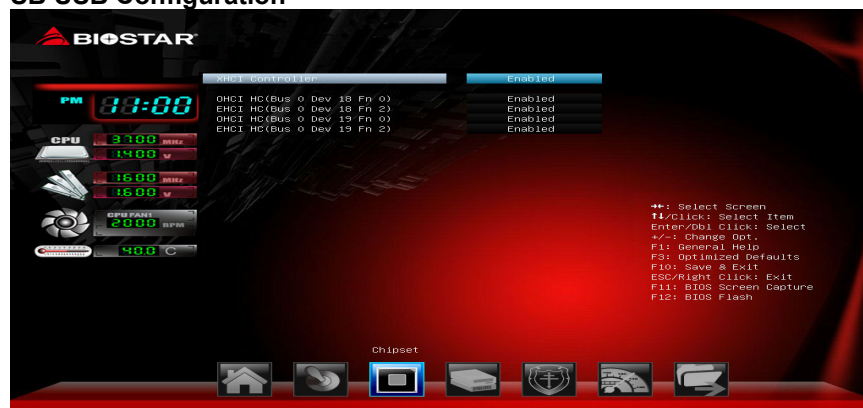 SB USB Configuration
BIOSTAR
XHCI Controller Enabled
OHCI HC(Bus 0 Dev 18 Fn 0) Enabled
EHCI HC(Bus 0 Dev 18 Fn 2) Enabled
OHCI HC(Bus 0 Dev 19 Fn 0) Enabled
EHCI HC(Bus 0 Dev 19 Fn 2) Enabled
PM 11:00
CPU 3700 MHz
1.400 V
1600 MHz
1.600 V
CPU FAN1
2000 RPM
40.0 C
→←: Select Screen
↑↓/Click: Select Item
Enter/Dbl Click: Select
+/-: Change Opt.
F1: General Help
F3: Optimized Defaults
F10: Save & Exit
ESC/Right Click: Exit
F11: BIOS Screen Capture
F12: BIOS Flash
Chipset